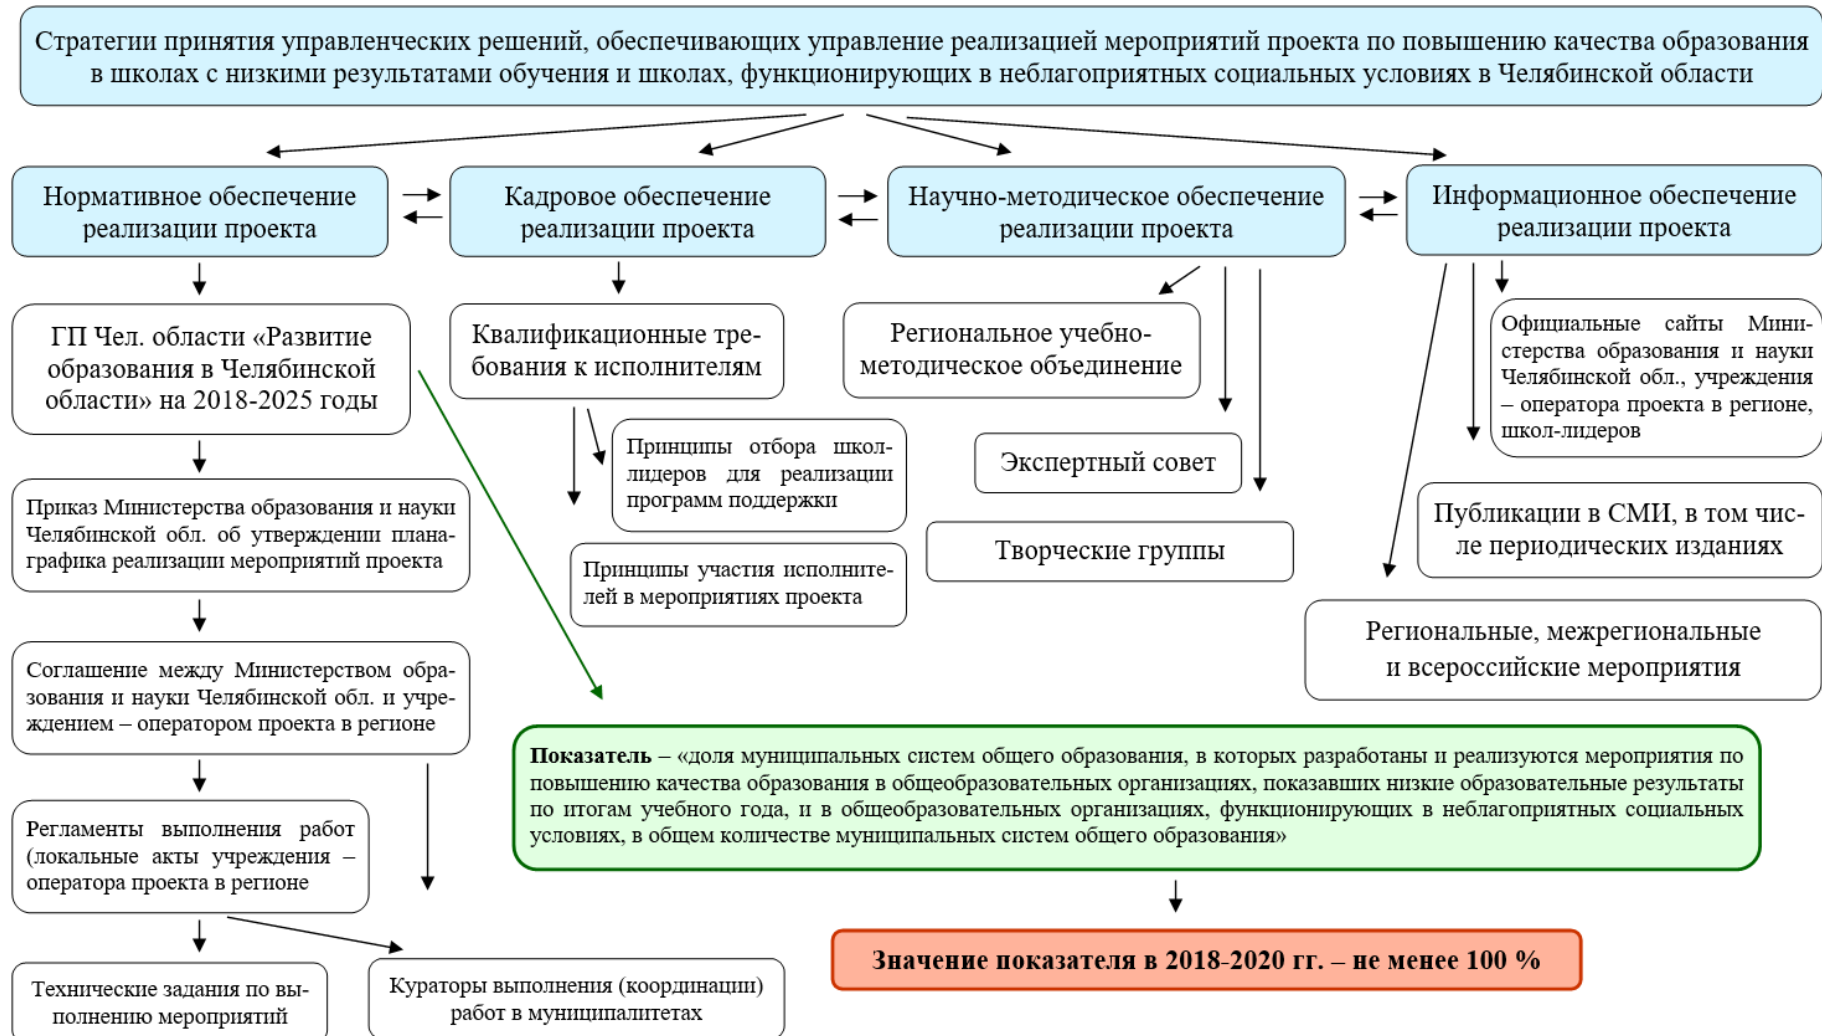 Стратегии принятия управленческих решений, обеспечивающих управление реализацией мероприятий проекта по повышению качества образования
в школах с низкими результатами обучения и школах, функционирующих в неблагоприятных социальных условиях в Челябинской области
Нормативное обеспечение
реализации проекта
Кадровое обеспечение
реализации проекта
Научно-методическое обеспечение
реализации проекта
Информационное обеспечение
реализации проекта
ГП Чел. области «Развитие
образования в Челябинской
области» на 2018-2025 годы
Приказ Министерства образования и науки
Челябинской обл. об утверждении плана-
графика реализации мероприятий проекта
Соглашение между Министерством обра-
зования и науки Челябинской обл. и учре-
ждением – оператором проекта в регионе
Регламенты выполнения работ
(локальные акты учреждения –
оператора проекта в регионе
Технические задания по вы-
полнению мероприятий
Кураторы выполнения (координации)
работ в муниципалитетах
Квалификационные тре-
бования к исполнителям
Принципы отбора школ-
лидеров для реализации
программ поддержки
Принципы участия исполните-
лей в мероприятиях проекта
Региональное учебно-
методическое объединение
Экспертный совет
Творческие группы
Официальные сайты Мини-
стерства образования и науки
Челябинской обл., учреждения
– оператора проекта в регионе,
школ-лидеров
Публикации в СМИ, в том чис-
ле периодических изданиях
Региональные, межрегиональные
и всероссийские мероприятия
Показатель – «доля муниципальных систем общего образования, в которых разработаны и реализуются мероприятия по
повышению качества образования в общеобразовательных организациях, показавших низкие образовательные результаты
по итогам учебного года, и в общеобразовательных организациях, функционирующих в неблагоприятных социальных
условиях, в общем количестве муниципальных систем общего образования»
Значение показателя в 2018-2020 гг. – не менее 100 %